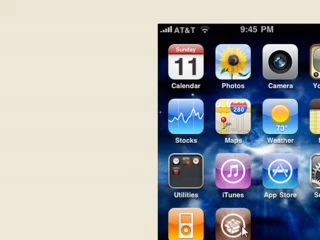 AT&T 9:45 PM
Sunday
11
Calendar Photos Camera
280
73°
Stocks Maps Weather
Utilities iTunes App Store